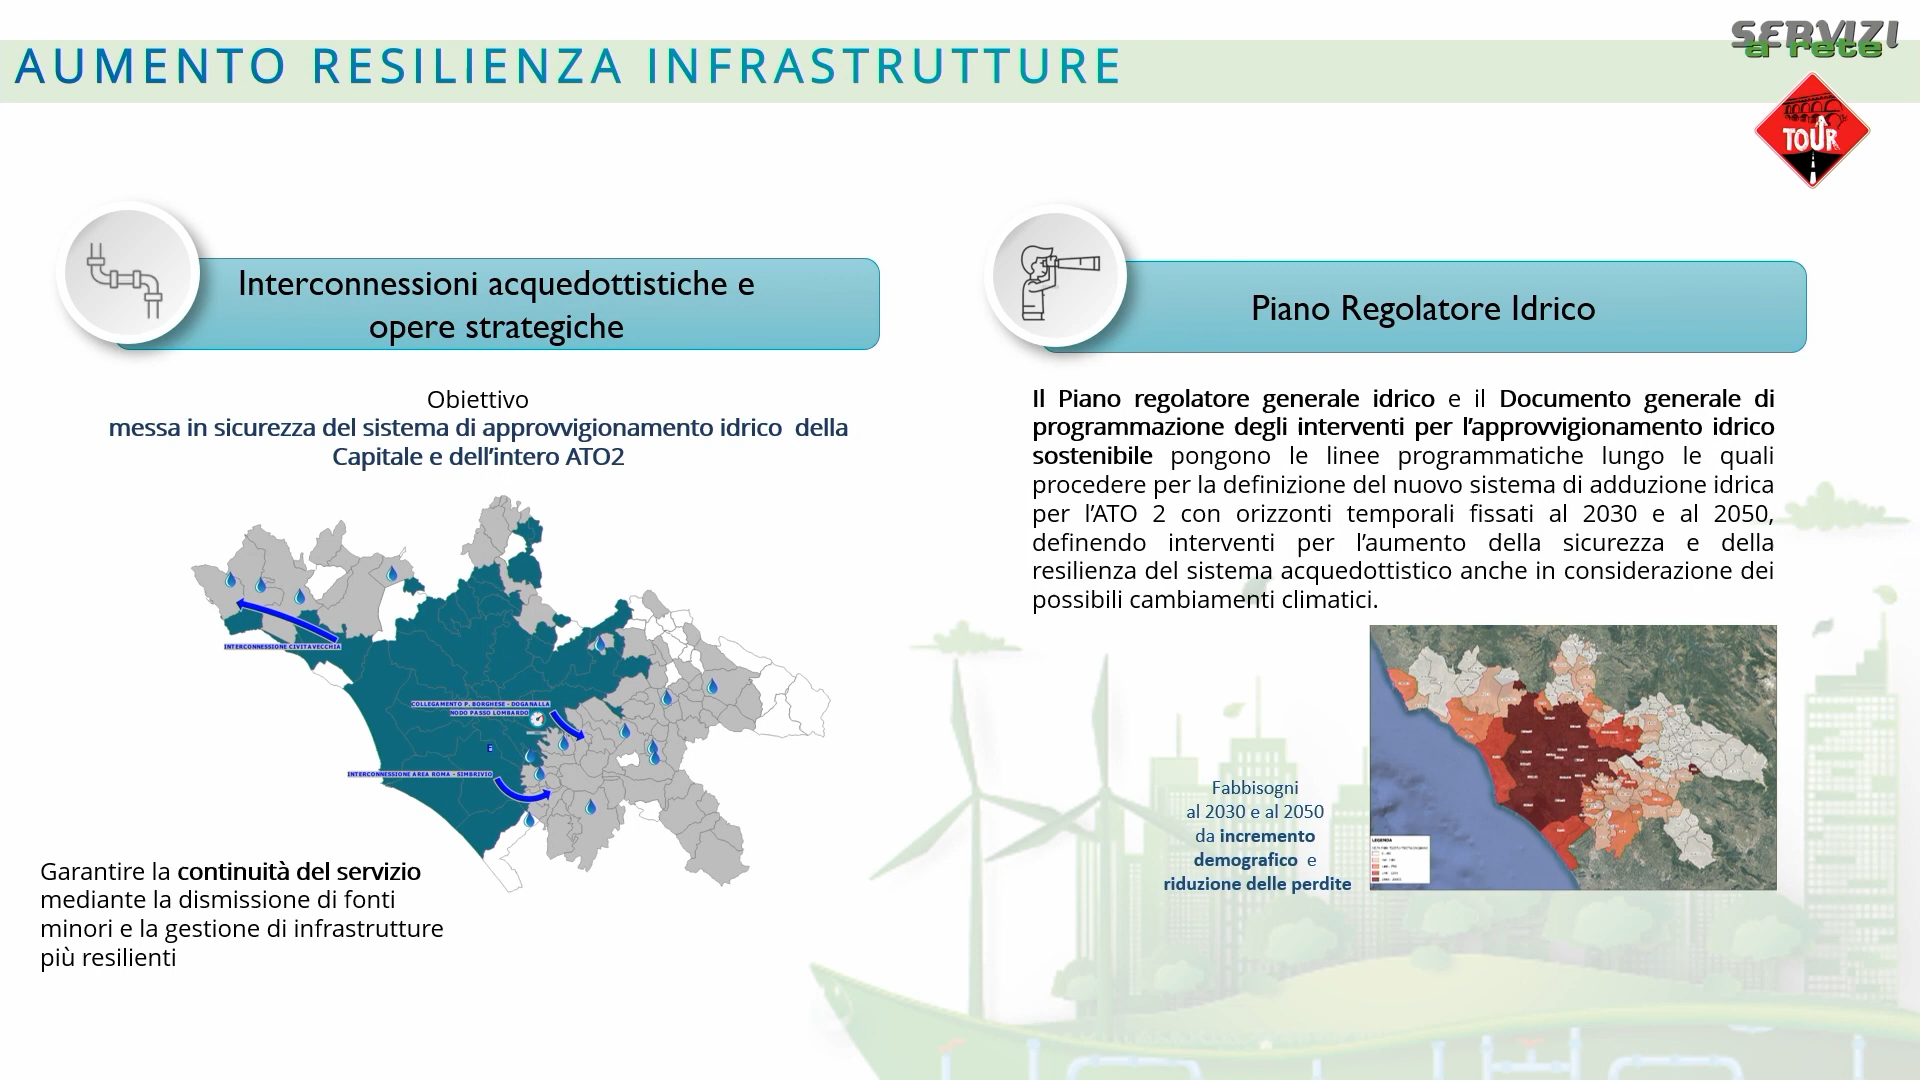 AUMENTO RESILIENZA INFRASTRUTTURE
SERVIZI
a rete
TOUR
Interconnessioni acquedottistiche e
opere strategiche
Obiettivo
messa in sicurezza del sistema di approvvigionamento idrico della
Capitale e dell’intero ATO2
INTERCONNESSIONE CIVITAVECCHIA
COLLEGAMENTO P. BORGHESE - DOGANALLA
NODO PASSO LOMBARDO
INTERCONNESSIONE AREA ROMA - SIMBRIVIO
Garantire la continuità del servizio
mediante la dismissione di fonti
minori e la gestione di infrastrutture
più resilienti
Piano Regolatore Idrico
Il Piano regolatore generale idrico e il Documento generale di
programmazione degli interventi per l’approvvigionamento idrico
sostenibile pongono le linee programmatiche lungo le quali
procedere per la definizione del nuovo sistema di adduzione idrica
per l’ATO 2 con orizzonti temporali fissati al 2030 e al 2050,
definendo interventi per l’aumento della sicurezza e della
resilienza del sistema acquedottistico anche in considerazione dei
possibili cambiamenti climatici.
Fabbisogni
al 2030 e al 2050
da incremento
demografico e
riduzione delle perdite
LEGENDA